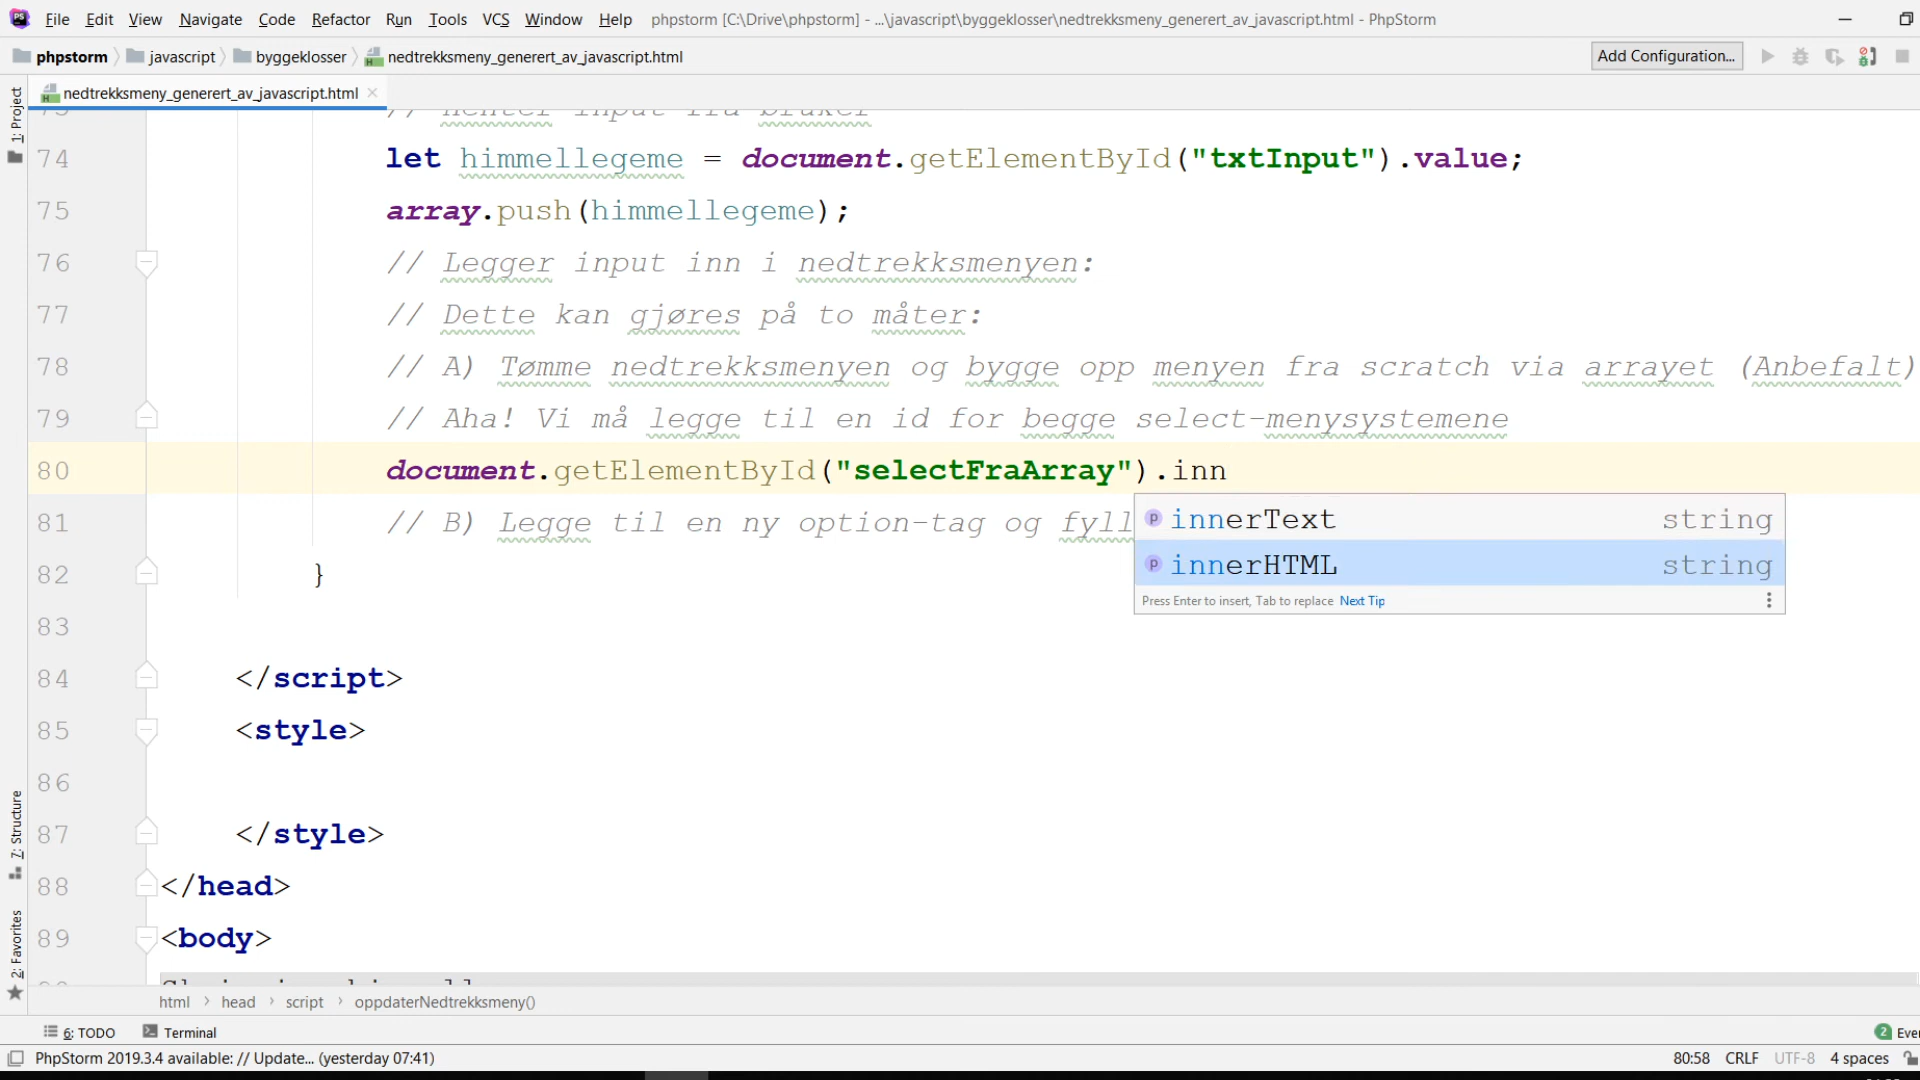 File Edit View Navigate Code Refactor Run Tools VCS Window Help phpstorm [C:\Drive\phpstorm] - ...\javascript\byggeklosser\nedtrekksmeny_generert_av_javascript.html - PhpStorm
phpstorm javascript byggeklosser nedtrekksmeny_generert_av_javascript.html Add Configuration...
nedtrekksmeny_generert_av_javascript.html
1: Project
// Henter input fra bruker
74 let himmellegeme = document.getElementById("txtInput").value;
75 array.push(himmellegeme);
76 // Legger input inn i nedtrekksmenyen:
77 // Dette kan gjøres på to måter:
78 // A) Tømme nedtrekksmenyen og bygge opp menyen fra scratch via arrayet (Anbefalt)
79 // Aha! Vi må legge til en id for begge select-menysystemene
80 document.getElementById("selectFraArray").inn
81 // B) Legge til en ny option-tag og fyll
innerText string
innerHTML string
Press Enter to insert, Tab to replace Next Tip
82 }
83
84 </script>
85 <style>
86
87 </style>
88 </head>
89 <body>
7: Structure
2: Favorites
html head script oppdaterNedtrekksmeny()
6: TODO Terminal 2 Eve
PhpStorm 2019.3.4 available: // Update... (yesterday 07:41) 80:58 CRLF UTF-8 4 spaces